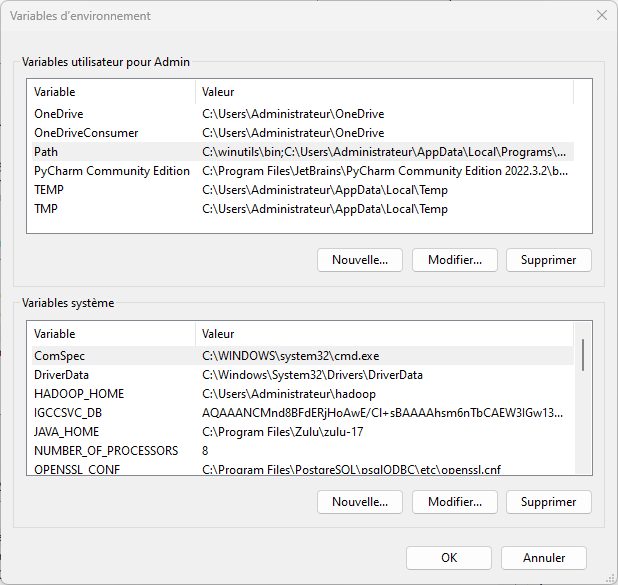 Variables d'environnement
Variables utilisateur pour Admin
Variable Valeur
OneDrive C:\Users\Administrateur\OneDrive
OneDriveConsumer C:\Users\Administrateur\OneDrive
Path C:\winutils\bin;C:\Users\Administrateur\AppData\Local\Programs\...
PyCharm Community Edition C:\Program Files\JetBrains\PyCharm Community Edition 2022.3.2\b...
TEMP C:\Users\Administrateur\AppData\Local\Temp
TMP C:\Users\Administrateur\AppData\Local\Temp
Nouvelle... Modifier... Supprimer
Variables système
Variable Valeur
ComSpec C:\WINDOWS\system32\cmd.exe
DriverData C:\Windows\System32\Drivers\DriverData
HADOOP_HOME C:\Users\Administrateur\hadoop
IGCCSVC_DB AQAAANCMnd8BFdERjHoAwE/Cl+sBAAAAhsm6nTbCAEW3IGw13...
JAVA_HOME C:\Program Files\Zulu\zulu-17
NUMBER_OF_PROCESSORS 8
OPENSSL_CONF C:\Program Files\PostgreSQL\psqlODBC\etc\openssl.cnf
Nouvelle... Modifier... Supprimer
OK Annuler